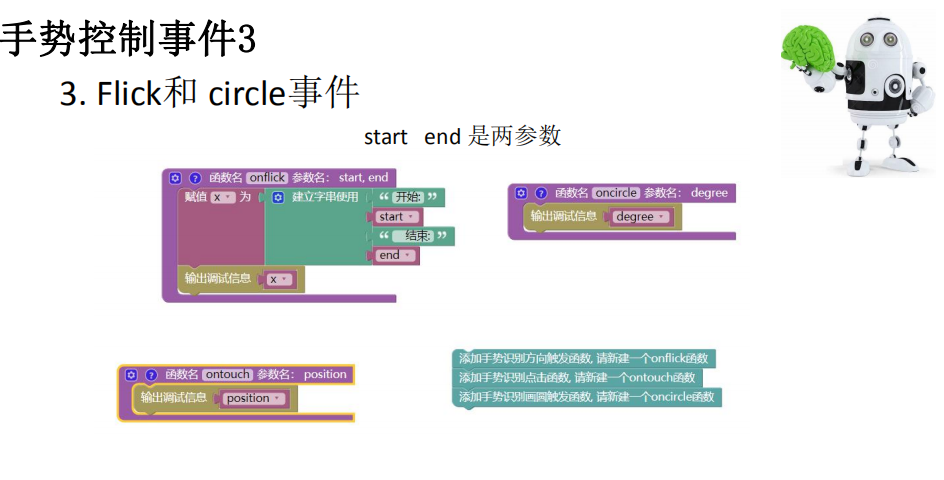 手势控制事件3
3. Flick和 circle事件
start end 是两参数
函数名 onflick 参数名： start, end
赋值 x 为 建立字串使用 “ 开始: ”
start
“ 结束: ”
end
输出调试信息 x
函数名 oncircle 参数名： degree
输出调试信息 degree
函数名 ontouch 参数名： position
输出调试信息 position
添加手势识别方向触发函数, 请新建一个onflick函数
添加手势识别点击函数, 请新建一个ontouch函数
添加手势识别画圆触发函数, 请新建一个oncircle函数